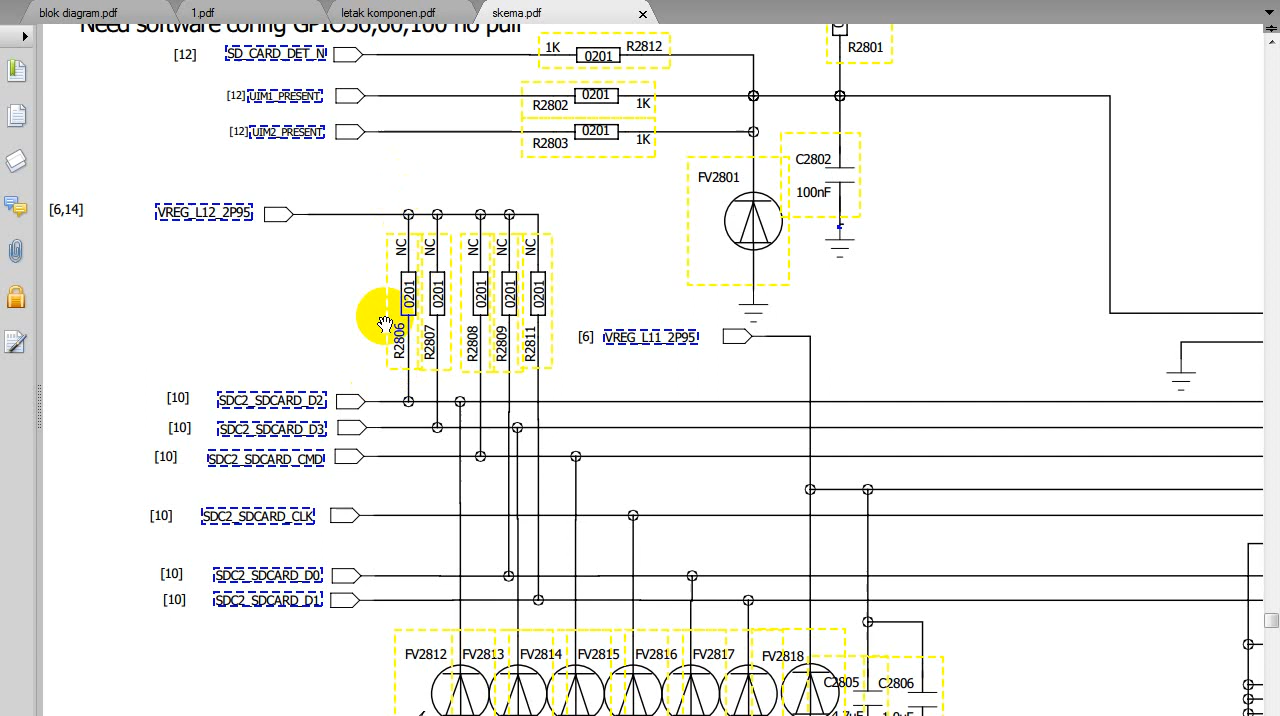 blok diagram.pdf
1.pdf
letak komponen.pdf
skema.pdf
Need software config GPIO56,60,100 no pull
[12] SD_CARD_DET_N
1K
0201
R2812
R2801
[12] UIM1_PRESENT
R2802
0201
1K
[12] UIM2_PRESENT
R2803
0201
1K
FV2801
C2802
100nF
[6,14] VREG_L12_2P95
NC NC NC NC NC
0201 0201 0201 0201 0201
R2806 R2807 R2808 R2809 R2811
[6] VREG_L11_2P95
[10] SDC2_SDCARD_D2
[10] SDC2_SDCARD_D3
[10] SDC2_SDCARD_CMD
[10] SDC2_SDCARD_CLK
[10] SDC2_SDCARD_D0
[10] SDC2_SDCARD_D1
FV2812 FV2813 FV2814 FV2815 FV2816 FV2817 FV2818
C2805 C2806